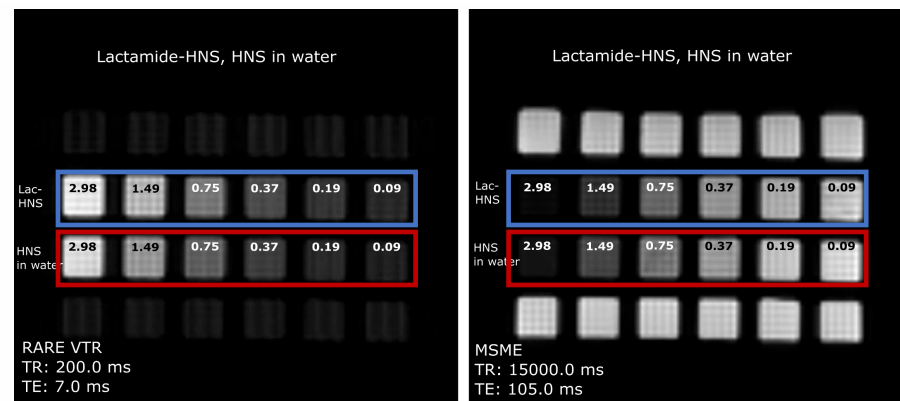 Lactamide-HNS, HNS in water
Lac-
HNS
2.98 1.49 0.75 0.37 0.19 0.09
HNS
in water
2.98 1.49 0.75 0.37 0.19 0.09
RARE VTR
TR: 200.0 ms
TE: 7.0 ms
Lactamide-HNS, HNS in water
Lac-
HNS
2.98 1.49 0.75 0.37 0.19 0.09
HNS
in water
2.98 1.49 0.75 0.37 0.19 0.09
MSME
TR: 15000.0 ms
TE: 105.0 ms